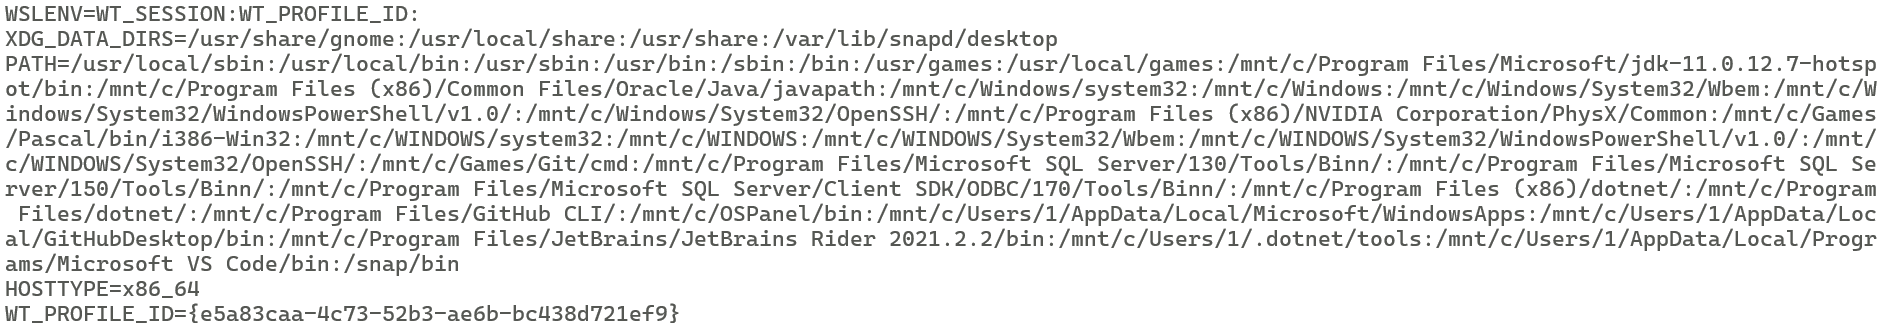 WSLENV=WT_SESSION:WT_PROFILE_ID:
XDG_DATA_DIRS=/usr/share/gnome:/usr/local/share:/usr/share:/var/lib/snapd/desktop
PATH=/usr/local/sbin:/usr/local/bin:/usr/sbin:/usr/bin:/sbin:/bin:/usr/games:/usr/local/games:/mnt/c/Program Files/Microsoft/jdk-11.0.12.7-hotsp
ot/bin:/mnt/c/Program Files (x86)/Common Files/Oracle/Java/javapath:/mnt/c/Windows/system32:/mnt/c/Windows:/mnt/c/Windows/System32/Wbem:/mnt/c/W
indows/System32/WindowsPowerShell/v1.0/:/mnt/c/Windows/System32/OpenSSH/:/mnt/c/Program Files (x86)/NVIDIA Corporation/PhysX/Common:/mnt/c/Games
/Pascal/bin/i386-Win32:/mnt/c/WINDOWS/system32:/mnt/c/WINDOWS:/mnt/c/WINDOWS/System32/Wbem:/mnt/c/WINDOWS/System32/WindowsPowerShell/v1.0/:/mnt/
c/WINDOWS/System32/OpenSSH/:/mnt/c/Games/Git/cmd:/mnt/c/Program Files/Microsoft SQL Server/130/Tools/Binn/:/mnt/c/Program Files/Microsoft SQL Se
rver/150/Tools/Binn/:/mnt/c/Program Files/Microsoft SQL Server/Client SDK/ODBC/170/Tools/Binn/:/mnt/c/Program Files (x86)/dotnet/:/mnt/c/Program
 Files/dotnet/:/mnt/c/Program Files/GitHub CLI/:/mnt/c/OSPanel/bin:/mnt/c/Users/1/AppData/Local/Microsoft/WindowsApps:/mnt/c/Users/1/AppData/Loc
al/GitHubDesktop/bin:/mnt/c/Program Files/JetBrains/JetBrains Rider 2021.2.2/bin:/mnt/c/Users/1/.dotnet/tools:/mnt/c/Users/1/AppData/Local/Progr
ams/Microsoft VS Code/bin:/snap/bin
HOSTTYPE=x86_64
WT_PROFILE_ID={e5a83caa-4c73-52b3-ae6b-bc438d721ef9}